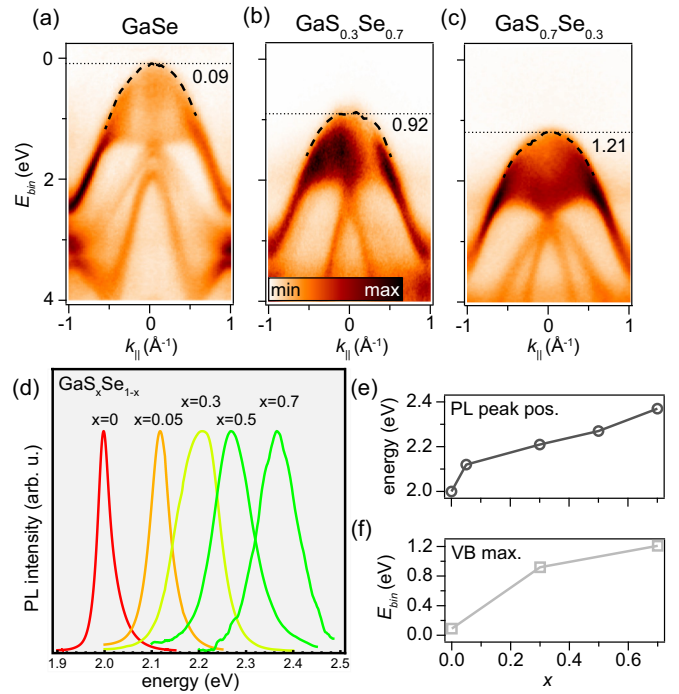 (a) GaSe
(b) GaS0.3Se0.7
(c) GaS0.7Se0.3
0
2
4
Ebin (eV)
0.09
0.92
1.21
min max
-1 0 1
k|| (Å-1)
-1 0 1
k|| (Å-1)
-1 0 1
k|| (Å-1)
(d)
GaSxSe1-x
x=0.3 x=0.7
x=0 x=0.05 x=0.5
PL intensity (arb. u.)
1.9 2.0 2.1 2.2 2.3 2.4 2.5
energy (eV)
(e)
PL peak pos.
2.4
2.2
2.0
energy (eV)
(f)
VB max.
1.2
0.8
0.4
0.0
Ebin (eV)
0.0 0.2 0.4 0.6
x